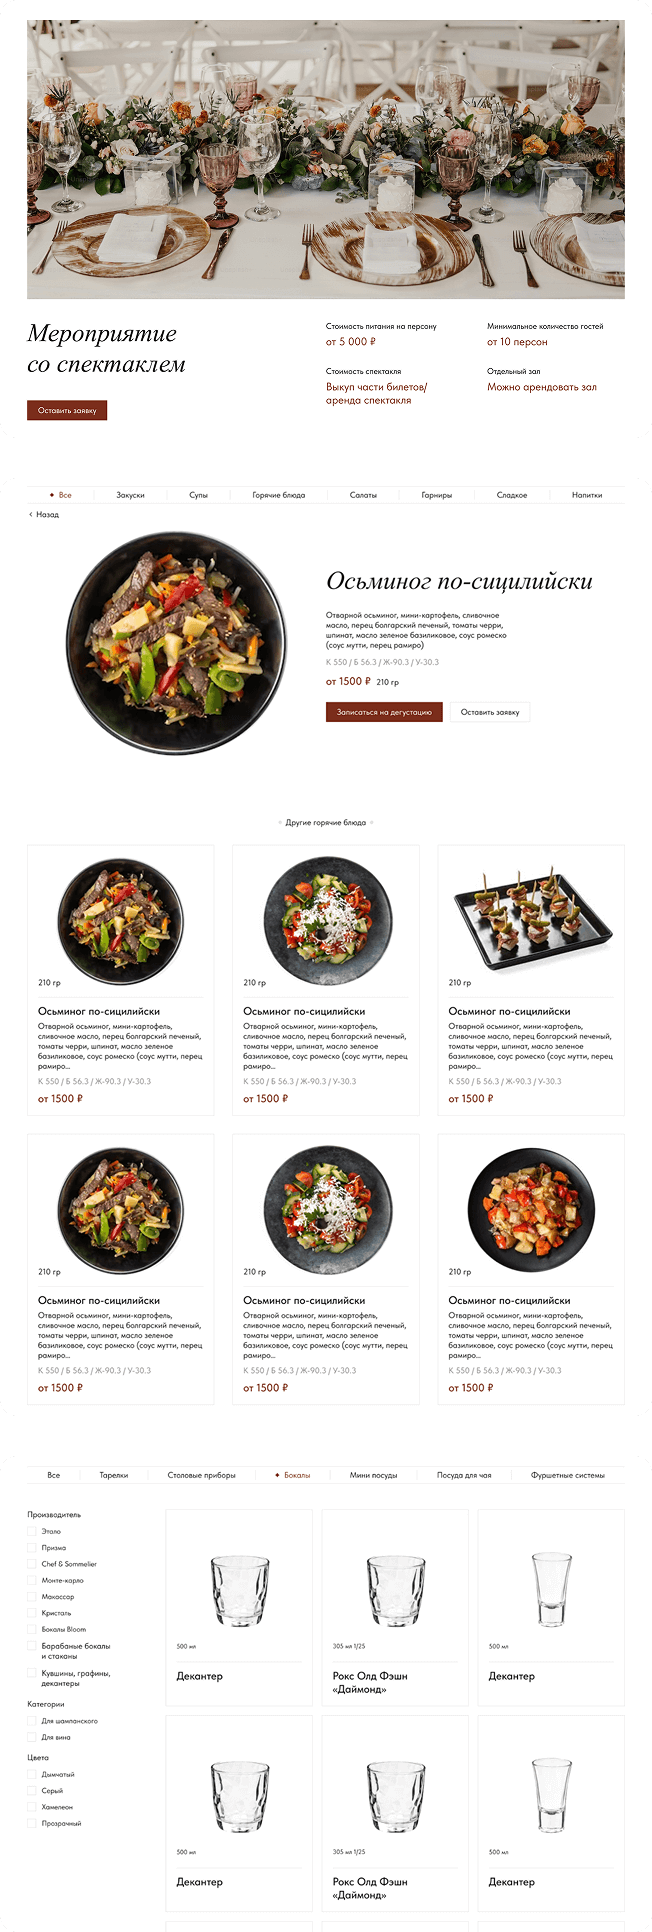 Мероприятие
со спектаклем
Оставить заявку
Стоимость питания на персону
от 5 000 ₽
Минимальное количество гостей
от 10 персон
Стоимость спектакля
Выкуп части билетов/
аренда спектакля
Отдельный зал
Можно арендовать зал
Все
Закуски
Супы
Горячие блюда
Салаты
Гарниры
Сладкое
Напитки
Назад
Осьминог по-сицилийски
Отварной осьминог, мини-картофель, сливочное
масло, перец болгарский печеный, томаты черри,
шпинат, масло зеленое базиликовое, соус ромеско
(соус мутти, перец рамиро)
К 550 / Б 56.3 / Ж-90.3 / У-30.3
от 1500 ₽ 210 гр
Записаться на дегустацию
Оставить заявку
Другие горячие блюда
210 гр
Осьминог по-сицилийски
Отварной осьминог, мини-картофель,
сливочное масло, перец болгарский печеный,
томаты черри, шпинат, масло зеленое
базиликовое, соус ромеско (соус мутти, перец
рамиро...
К 550 / Б 56.3 / Ж-90.3 / У-30.3
от 1500 ₽
210 гр
Осьминог по-сицилийски
Отварной осьминог, мини-картофель,
сливочное масло, перец болгарский печеный,
томаты черри, шпинат, масло зеленое
базиликовое, соус ромеско (соус мутти, перец
рамиро...
К 550 / Б 56.3 / Ж-90.3 / У-30.3
от 1500 ₽
210 гр
Осьминог по-сицилийски
Отварной осьминог, мини-картофель,
сливочное масло, перец болгарский печеный,
томаты черри, шпинат, масло зеленое
базиликовое, соус ромеско (соус мутти, перец
рамиро...
К 550 / Б 56.3 / Ж-90.3 / У-30.3
от 1500 ₽
210 гр
Осьминог по-сицилийски
Отварной осьминог, мини-картофель,
сливочное масло, перец болгарский печеный,
томаты черри, шпинат, масло зеленое
базиликовое, соус ромеско (соус мутти, перец
рамиро...
К 550 / Б 56.3 / Ж-90.3 / У-30.3
от 1500 ₽
210 гр
Осьминог по-сицилийски
Отварной осьминог, мини-картофель,
сливочное масло, перец болгарский печеный,
томаты черри, шпинат, масло зеленое
базиликовое, соус ромеско (соус мутти, перец
рамиро...
К 550 / Б 56.3 / Ж-90.3 / У-30.3
от 1500 ₽
210 гр
Осьминог по-сицилийски
Отварной осьминог, мини-картофель,
сливочное масло, перец болгарский печеный,
томаты черри, шпинат, масло зеленое
базиликовое, соус ромеско (соус мутти, перец
рамиро...
К 550 / Б 56.3 / Ж-90.3 / У-30.3
от 1500 ₽
Все
Тарелки
Столовые приборы
Бокалы
Мини посуды
Посуда для чая
Фуршетные системы
Производитель
Этало
Призма
Chef & Sommelier
Монте-карло
Макассар
Кристаль
Бокалы Bloom
Барабаные бокалы
и стаканы
Кувшины, графины,
декантеры
Категории
Для шампанского
Для вина
Цвета
Дымчатый
Серый
Хамелеон
Прозрачный
500 мл
Декантер
305 мл 1/25
Рокс Олд Фэшн
«Даймонд»
500 мл
Декантер
500 мл
Декантер
305 мл 1/25
Рокс Олд Фэшн
«Даймонд»
500 мл
Декантер